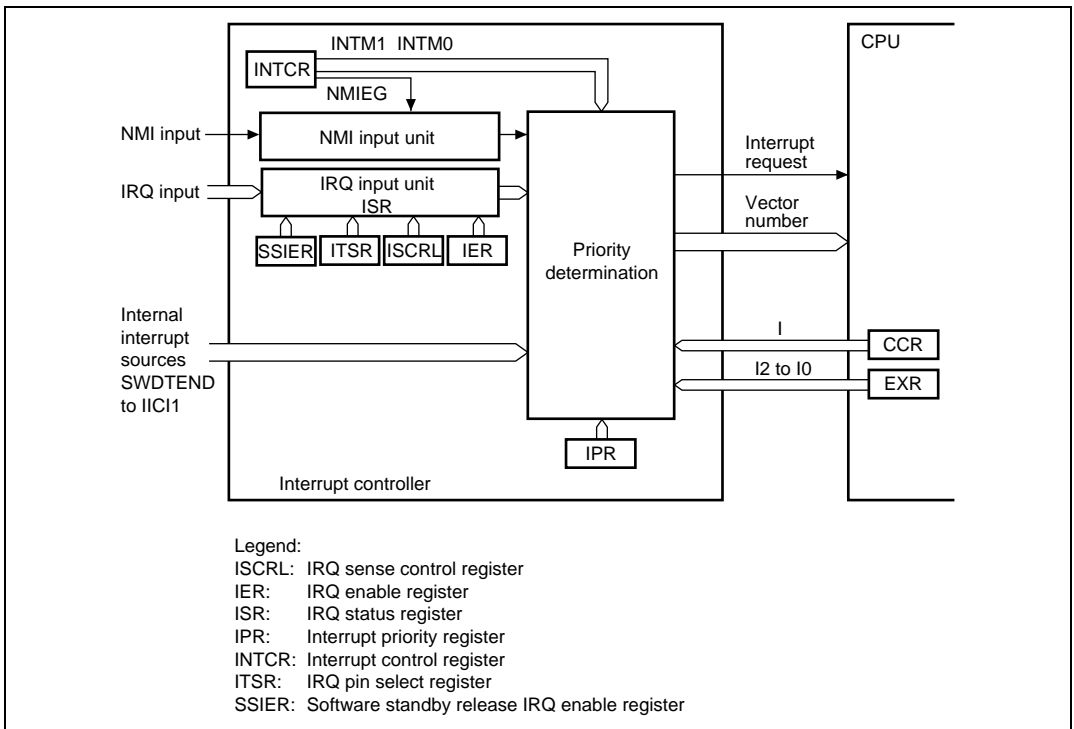 INTM1 INTM0
CPU
INTCR
NMIEG
NMI input
NMI input unit
Interrupt
request
IRQ input
IRQ input unit
ISR
Vector
number
SSIER
ITSR
ISCRL
IER
Priority
determination
Internal
interrupt
sources
SWDTEND
to IICI1
I
CCR
I2 to I0
EXR
IPR
Interrupt controller
Legend:
ISCRL: IRQ sense control register
IER: IRQ enable register
ISR: IRQ status register
IPR: Interrupt priority register
INTCR: Interrupt control register
ITSR: IRQ pin select register
SSIER: Software standby release IRQ enable register